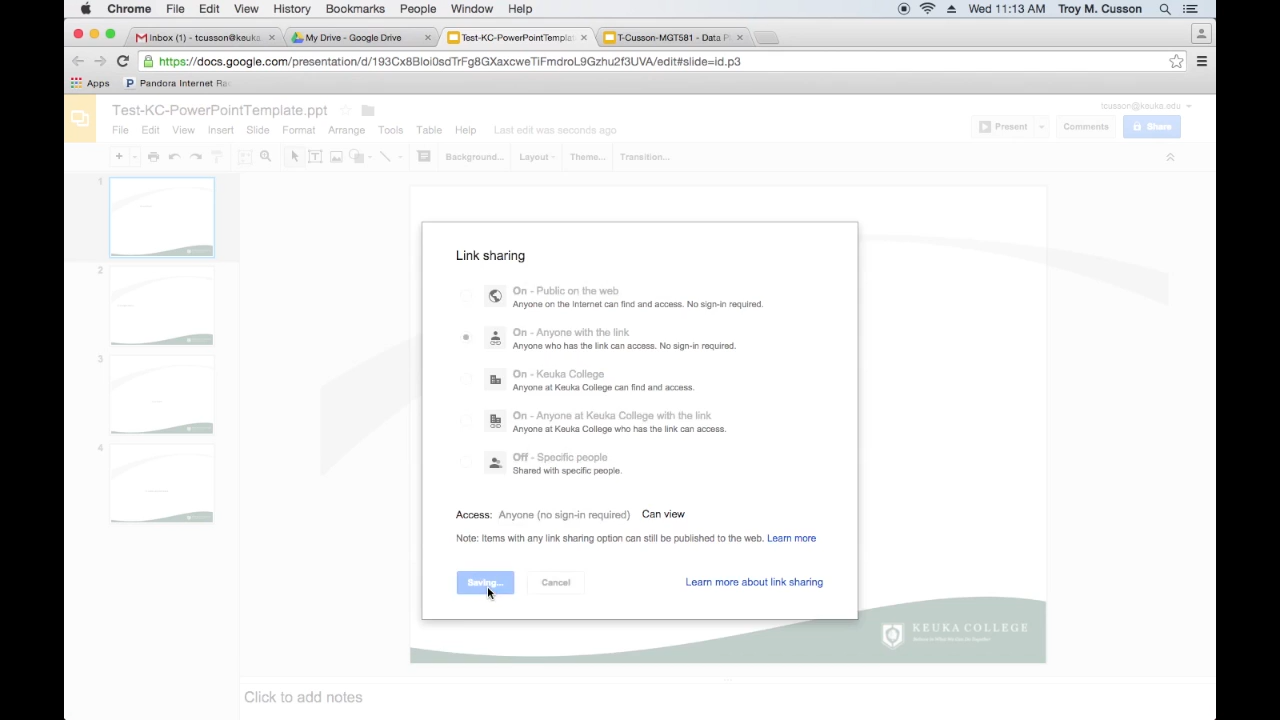 Chrome File Edit View History Bookmarks People Window Help Wed 11:13 AM Troy M. Cusson
Inbox (1) - tcusson@keuka My Drive - Google Drive Test-KC-PowerPointTempla T-Cusson-MGT581 - Data P
https://docs.google.com/presentation/d/193Cx8Bloi0sdTrFg8GXaxcweTiFmdroL9Gzhu2f3UVA/edit#slide=id.p3
Apps Pandora Internet Ra
Test-KC-PowerPointTemplate.ppt tcusson@keuka.edu
File Edit View Insert Slide Format Arrange Tools Table Help Last edit was seconds ago Present Comments Share
Background... Layout Theme... Transition...
1
2
3
4
Link sharing
On - Public on the web
Anyone on the Internet can find and access. No sign-in required.
On - Anyone with the link
Anyone who has the link can access. No sign-in required.
On - Keuka College
Anyone at Keuka College can find and access.
On - Anyone at Keuka College with the link
Anyone at Keuka College who has the link can access.
Off - Specific people
Shared with specific people.
Access: Anyone (no sign-in required) Can view
Note: Items with any link sharing option can still be published to the web. Learn more
Saving... Cancel Learn more about link sharing
KEUKA COLLEGE
Click to add notes